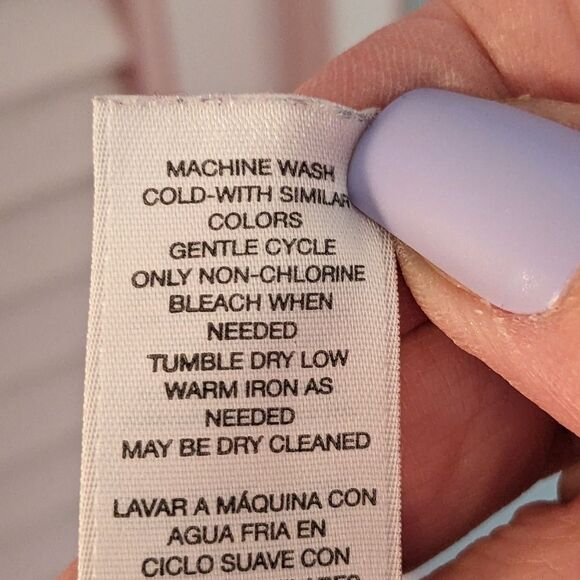 MACHINE WASH
COLD-WITH SIMILAR
COLORS
GENTLE CYCLE
ONLY NON-CHLORINE
BLEACH WHEN
NEEDED
TUMBLE DRY LOW
WARM IRON AS
NEEDED
MAY BE DRY CLEANED
LAVAR A MÁQUINA CON
AGUA FRIA EN
CICLO SUAVE CON